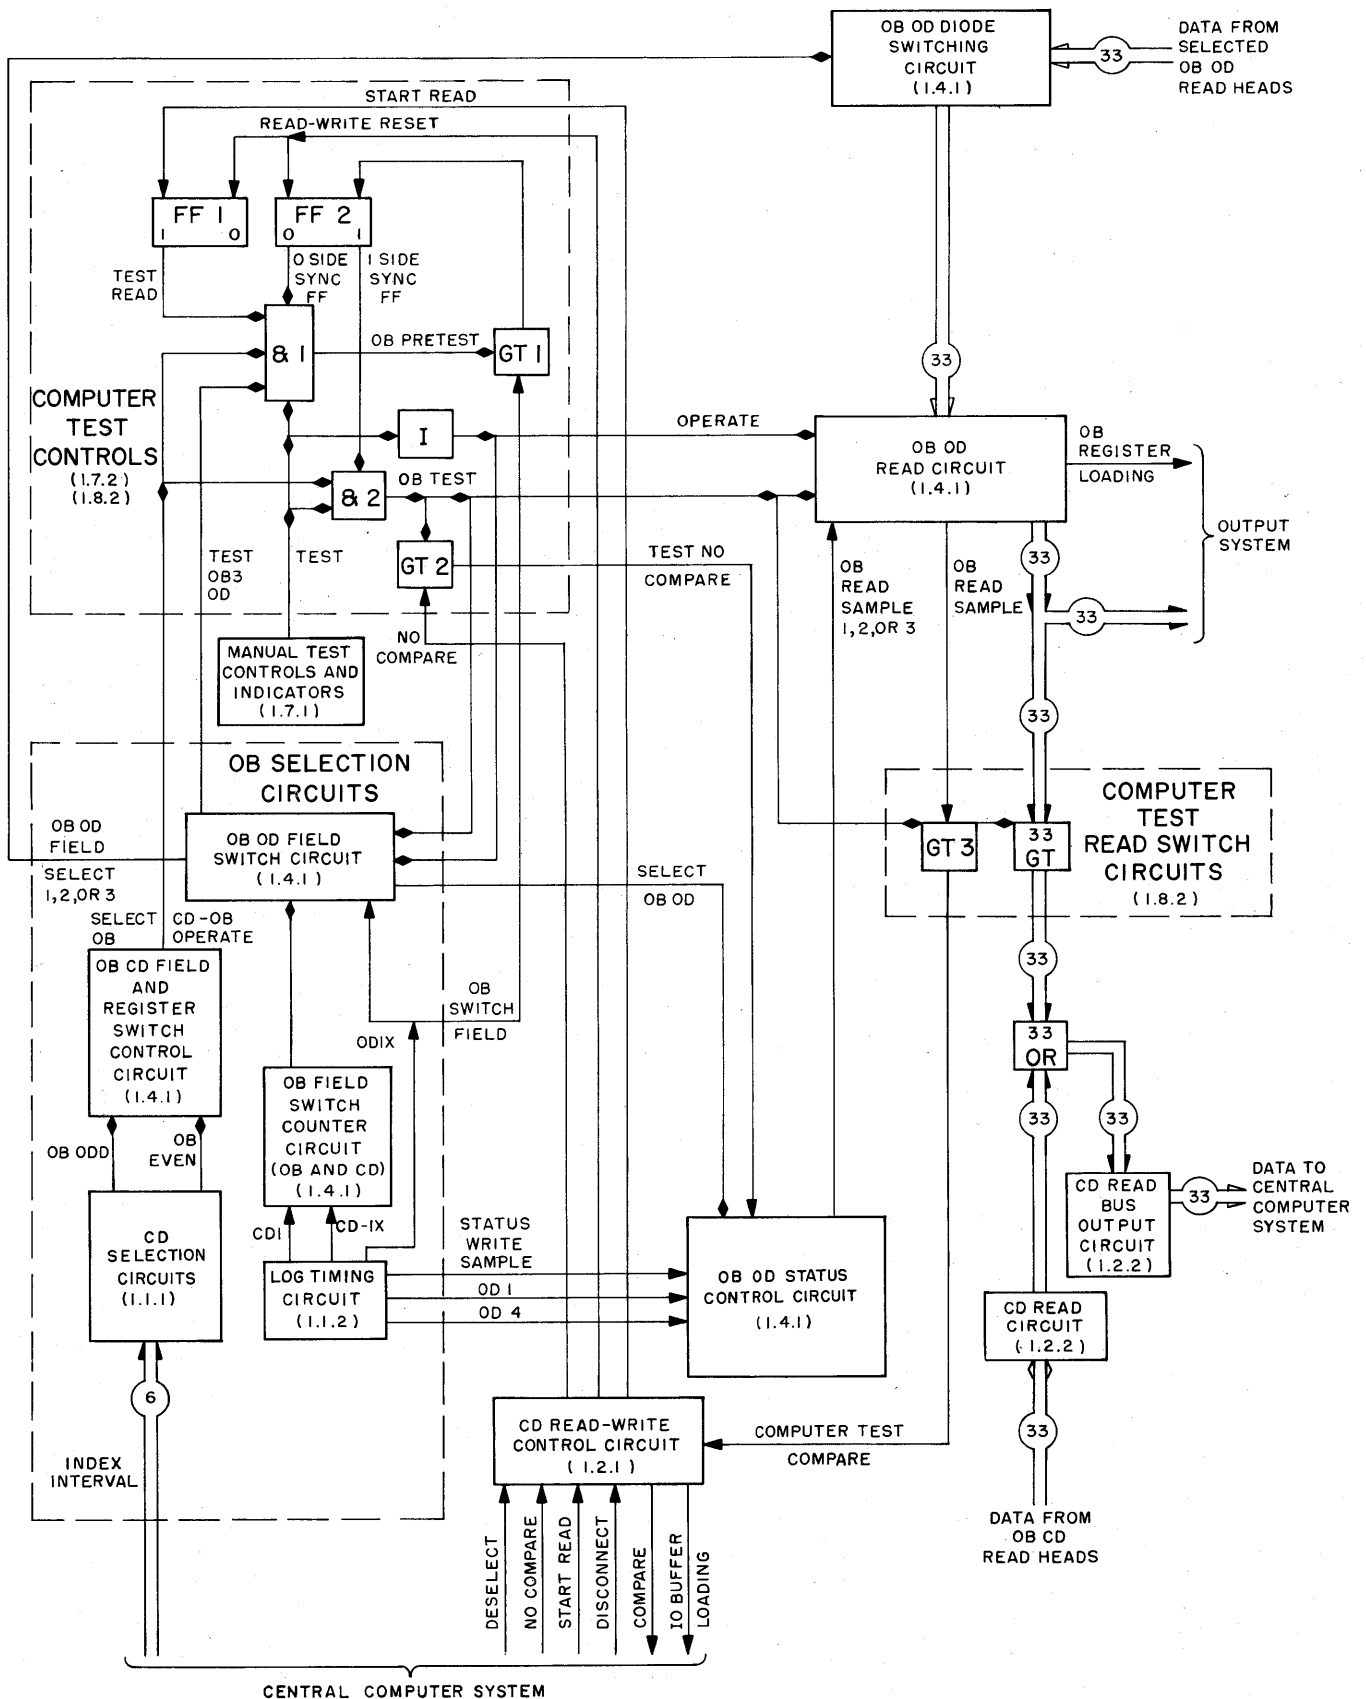 OB OD DIODE
SWITCHING
CIRCUIT
(1.4.1)
33
DATA FROM
SELECTED
OB OD
READ HEADS
START READ
READ-WRITE RESET
FF 1
1 0
FF 2
0 1
TEST
READ
0 SIDE
SYNC
FF
1 SIDE
SYNC
FF
& 1
OB PRETEST
GT 1
33
COMPUTER
TEST
CONTROLS
(1.7.2)
(1.8.2)
I
OPERATE
OB OD
READ CIRCUIT
(1.4.1)
OB
REGISTER
LOADING
& 2
OB TEST
OUTPUT
SYSTEM
TEST
OB3
OD
TEST
GT 2
TEST NO
COMPARE
OB
READ
SAMPLE
1,2,OR 3
OB
READ
SAMPLE
33
33
NO
COMPARE
MANUAL TEST
CONTROLS AND
INDICATORS
(1.7.1)
33
OB SELECTION
CIRCUITS
COMPUTER
TEST
READ SWITCH
CIRCUITS
(1.8.2)
OB OD
FIELD
SELECT
1,2,OR 3
OB OD FIELD
SWITCH CIRCUIT
(1.4.1)
GT 3
33
GT
SELECT
OB OD
SELECT
OB
CD-OB
OPERATE
OB CD FIELD
AND
REGISTER
SWITCH
CONTROL
CIRCUIT
(1.4.1)
33
OB
SWITCH
FIELD
ODIX
33
OR
OB FIELD
SWITCH
COUNTER
CIRCUIT
(OB AND CD)
(1.4.1)
33
33
OB ODD
OB
EVEN
CD READ
BUS
OUTPUT
CIRCUIT
(1.2.2)
33
DATA TO
CENTRAL
COMPUTER
SYSTEM
CD
SELECTION
CIRCUITS
(1.1.1)
CD1
CD-IX
STATUS
WRITE
SAMPLE
LOG TIMING
CIRCUIT
(1.1.2)
OD 1
OD 4
OB OD STATUS
CONTROL CIRCUIT
(1.4.1)
CD READ
CIRCUIT
(1.2.2)
6
INDEX
INTERVAL
CD READ-WRITE
CONTROL CIRCUIT
(1.2.1)
COMPUTER TEST
COMPARE
33
DATA FROM
OB CD
READ HEADS
DESELECT
NO COMPARE
START READ
DISCONNECT
COMPARE
IO BUFFER
LOADING
CENTRAL COMPUTER SYSTEM